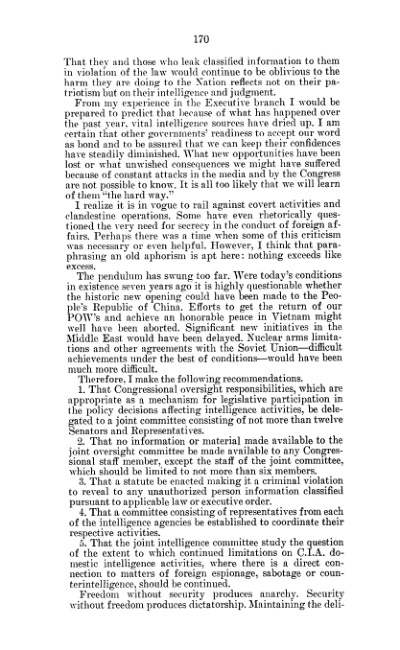 170
That they and those who leak classified information to them
in violation of the law would continue to be oblivious to the
harm they are doing to the Nation reflects not on their pa-
triotism but on their intelligence and judgment.
From my experience in the Executive branch I would be
prepared to predict that because of what has happened over
the past year, vital intelligence sources have dried up. I am
certain that other governments' readiness to accept our word
as bond and to be assured that we can keep their confidences
have steadily diminished. What new opportunities have been
lost or what unwished consequences we might have suffered
because of constant attacks in the media and by the Congress
are not possible to know. It is all too likely that we will learn
of them "the hard way."
I realize it is in vogue to rail against covert activities and
clandestine operations. Some have even rhetorically ques-
tioned the very need for secrecy in the conduct of foreign af-
fairs. Perhaps there was a time when some of this criticism
was necessary or even helpful. However, I think that para-
phrasing an old aphorism is apt here: nothing exceeds like
excess.
The pendulum has swung too far. Were today's conditions
in existence seven years ago it is highly questionable whether
the historic new opening could have been made to the Peo-
ple's Republic of China. Efforts to get the return of our
POW's and achieve an honorable peace in Vietnam might
well have been aborted. Significant new initiatives in the
Middle East would have been delayed. Nuclear arms limita-
tions and other agreements with the Soviet Union—difficult
achievements under the best of conditions—would have been
much more difficult.
Therefore, I make the following recommendations.
1. That Congressional oversight responsibilities, which are
appropriate as a mechanism for legislative participation in
the policy decisions affecting intelligence activities, be dele-
gated to a joint committee consisting of not more than twelve
Senators and Representatives.
2. That no information or material made available to the
joint oversight committee be made available to any Congres-
sional staff member, except the staff of the joint committee,
which should be limited to not more than six members.
3. That a statute be enacted making it a criminal violation
to reveal to any unauthorized person information classified
pursuant to applicable law or executive order.
4. That a committee consisting of representatives from each
of the intelligence agencies be established to coordinate their
respective activities.
5. That the joint intelligence committee study the question
of the extent to which continued limitations on C.I.A. do-
mestic intelligence activities, where there is a direct con-
nection to matters of foreign espionage, sabotage or coun-
terintelligence, should be continued.
Freedom without security produces anarchy. Security
without freedom produces dictatorship. Maintaining the deli-